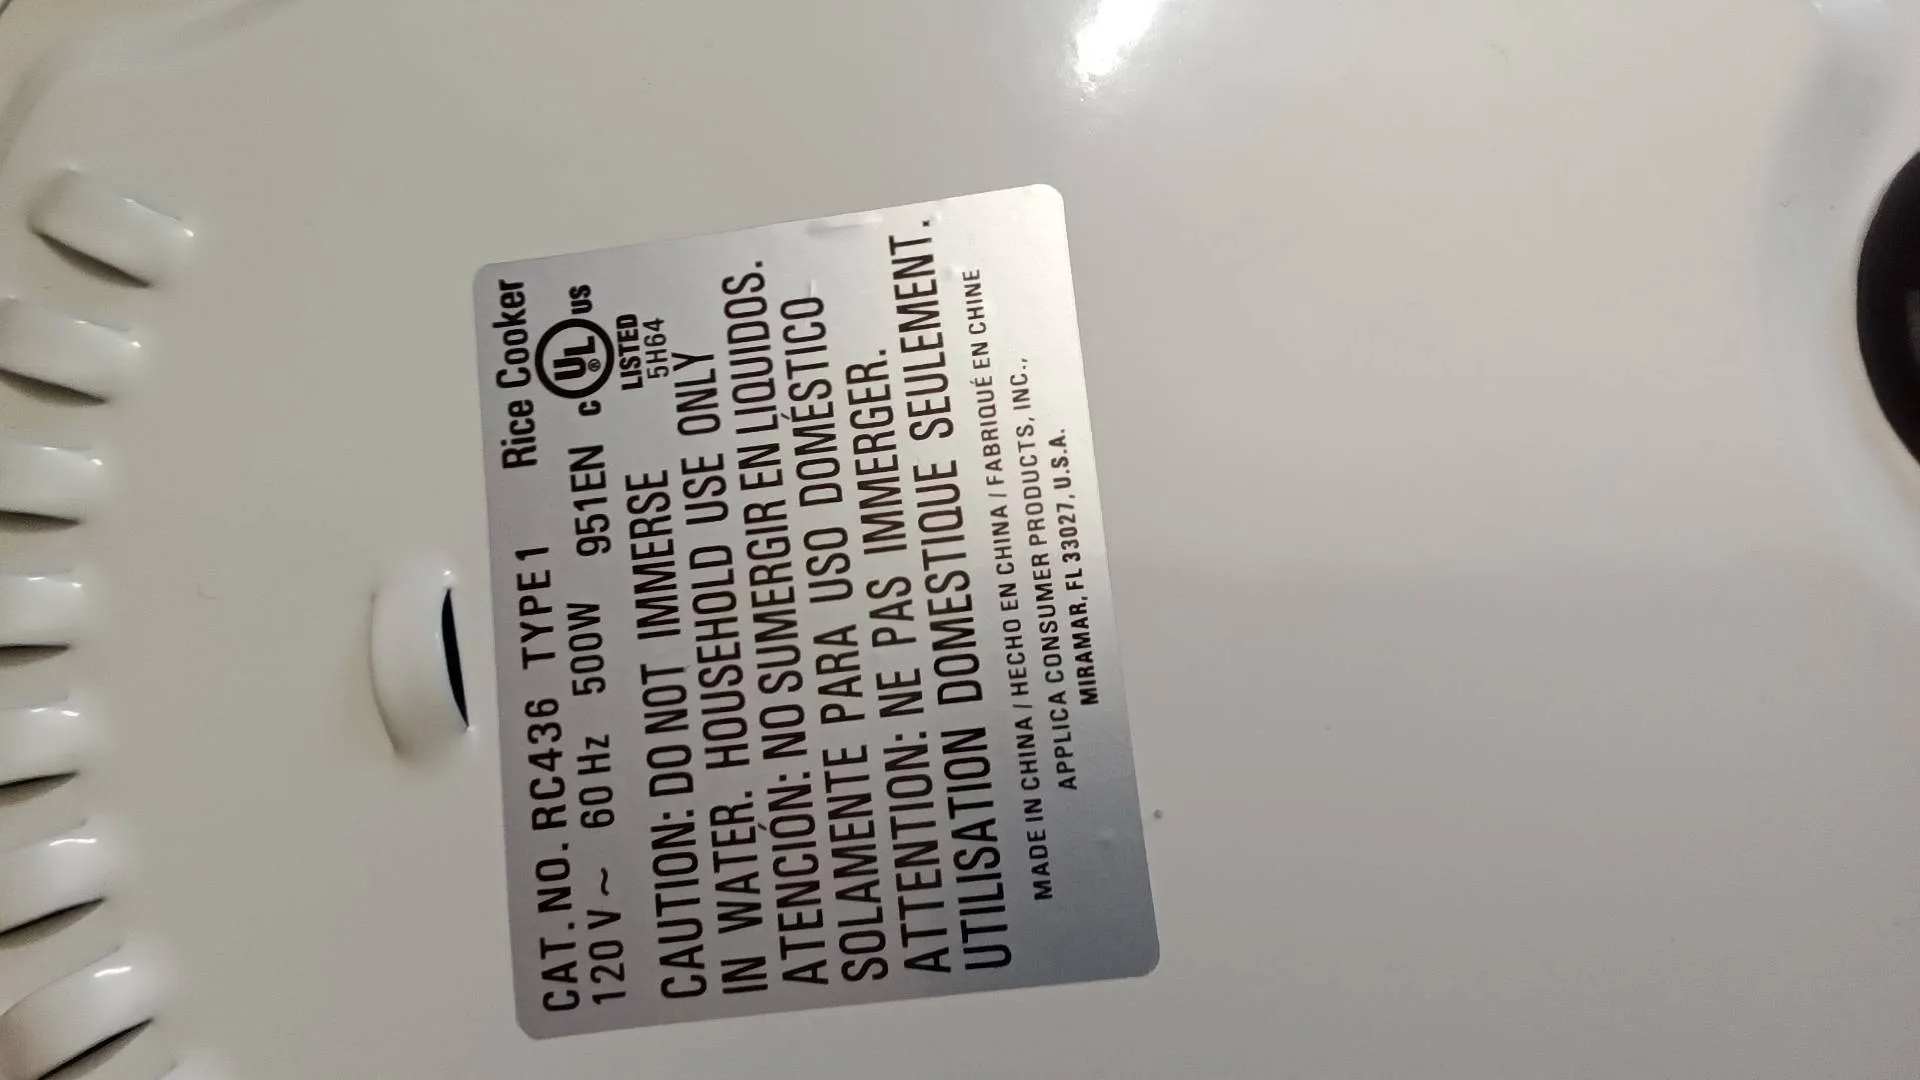 CAT. NO. RC436 TYPE 1 Rice Cooker
120 V ~ 60 Hz 500W 951EN c UL ® US
LISTED
5H64
CAUTION: DO NOT IMMERSE
IN WATER. HOUSEHOLD USE ONLY
ATENCIÓN: NO SUMERGIR EN LIQUIDOS.
SOLAMENTE PARA USO DOMÉSTICO
ATTENTION: NE PAS IMMERGER.
UTILISATION DOMESTIQUE SEULEMENT.
MADE IN CHINA / HECHO EN CHINA / FABRIQUÉ EN CHINE
APPLICA CONSUMER PRODUCTS, INC.,
MIRAMAR, FL 33027, U.S.A.